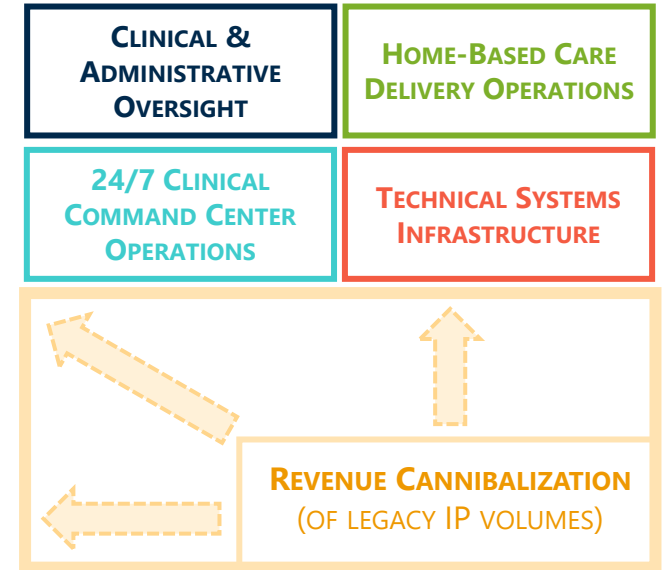 Clinical &
Administrative
Oversight
Home-Based Care
Delivery Operations
24/7 Clinical
Command Center
Operations
Technical Systems
Infrastructure
Revenue Cannibalization
(of legacy IP volumes)